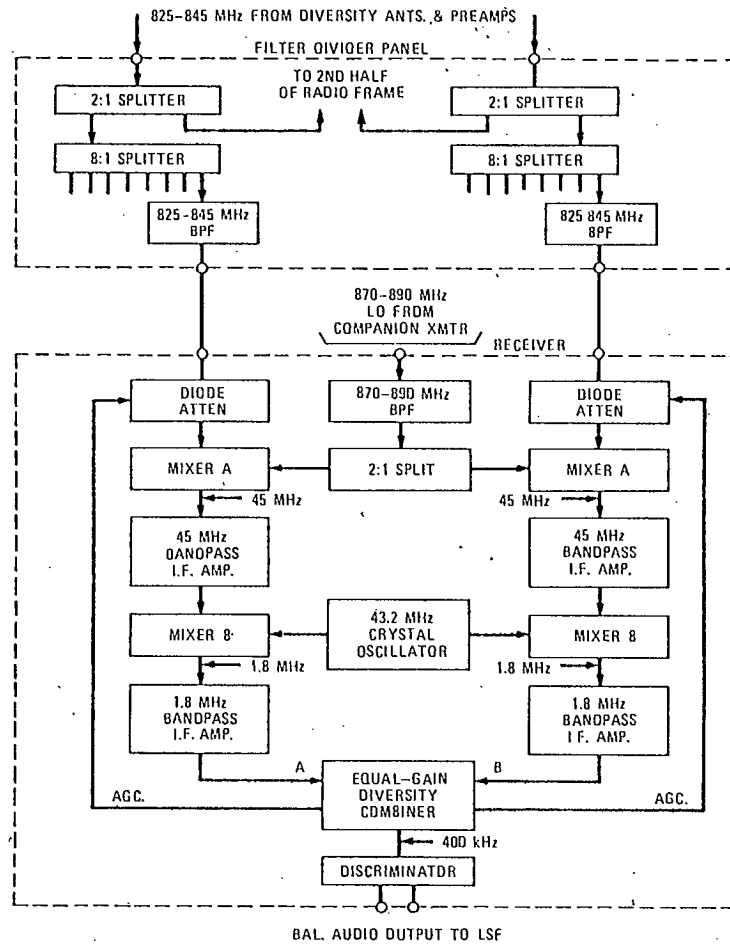 825-845 MHz FROM DIVERSITY ANTS. & PREAMPS
FILTER DIVIDER PANEL
2:1 SPLITTER
TO 2ND HALF
OF RADIO FRAME
2:1 SPLITTER
8:1 SPLITTER
8:1 SPLITTER
825-845 MHz
BPF
825 845 MHz
BPF
870-890 MHz
LO FROM
COMPANION XMTR
RECEIVER
DIODE
ATTEN
870-890 MHz
BPF
DIODE
ATTEN
MIXER A
2:1 SPLIT
MIXER A
45 MHz
45 MHz
45 MHz
BANDPASS
I.F. AMP.
45 MHz
BANDPASS
I.F. AMP.
MIXER B
43.2 MHz
CRYSTAL
OSCILLATOR
MIXER B
1.8 MHz
1.8 MHz
1.8 MHz
BANDPASS
I.F. AMP.
1.8 MHz
BANDPASS
I.F. AMP.
A
EQUAL-GAIN
DIVERSITY
COMBINER
B
AGC.
AGC.
400 kHz
DISCRIMINATOR
BAL. AUDIO OUTPUT TO LSF